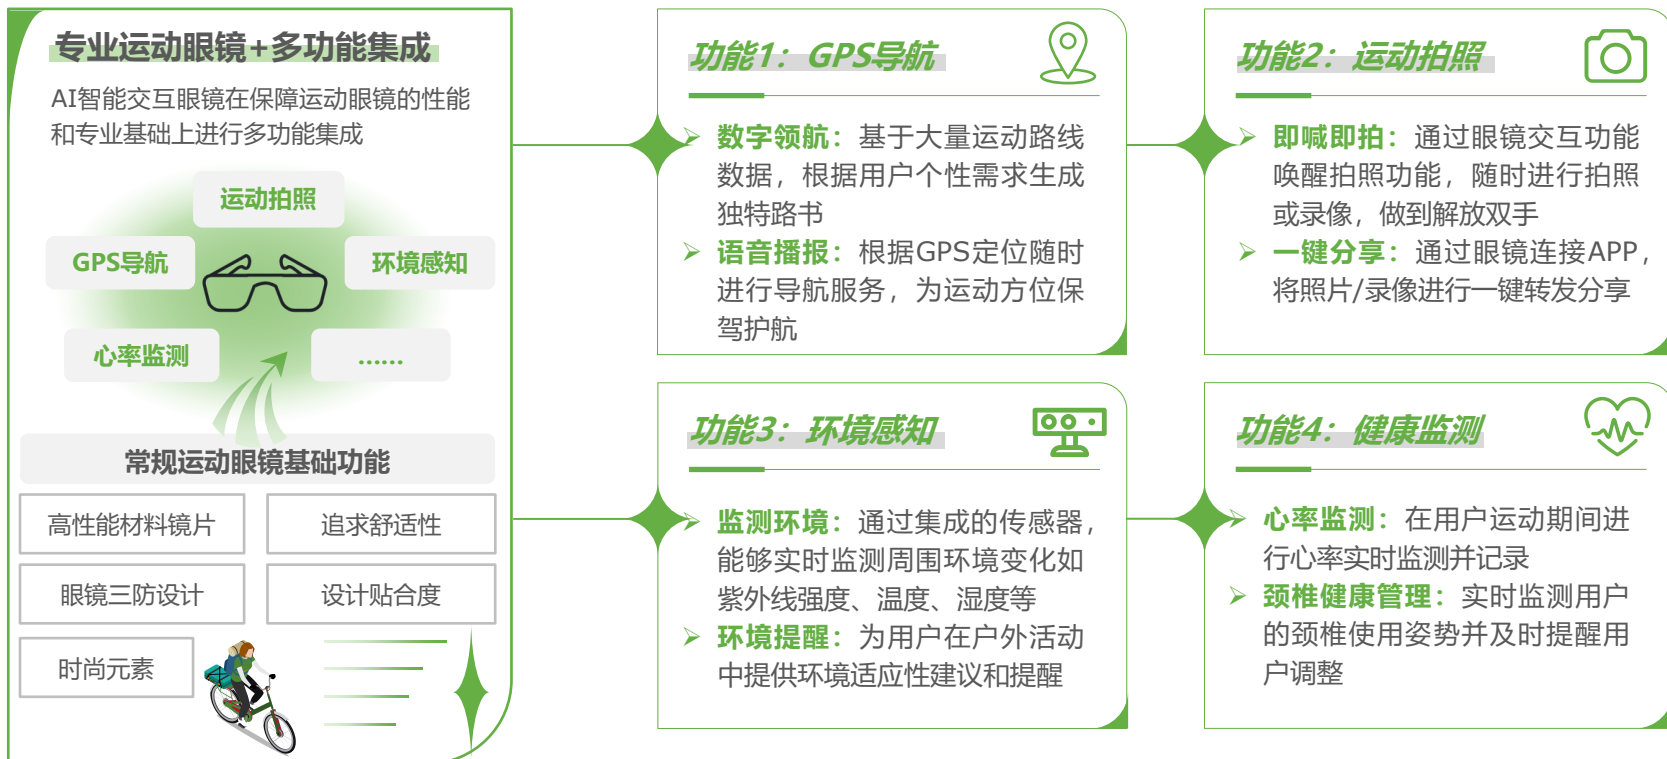 专业运动眼镜+多功能集成
AI智能交互眼镜在保障运动眼镜的性能
和专业基础上进行多功能集成
运动拍照
GPS导航
环境感知
心率监测
……
常规运动眼镜基础功能
高性能材料镜片
追求舒适性
眼镜三防设计
设计贴合度
时尚元素
功能1：GPS导航
数字领航：基于大量运动路线
数据，根据用户个性需求生成
独特路书
语音播报：根据GPS定位随时
进行导航服务，为运动方位保
驾护航
功能2：运动拍照
即喊即拍：通过眼镜交互功能
唤醒拍照功能，随时进行拍照
或录像，做到解放双手
一键分享：通过眼镜连接APP，
将照片/录像进行一键转发分享
功能3：环境感知
监测环境：通过集成的传感器，
能够实时监测周围环境变化如
紫外线强度、温度、湿度等
环境提醒：为用户在户外活动
中提供环境适应性建议和提醒
功能4：健康监测
心率监测：在用户运动期间进
行心率实时监测并记录
颈椎健康管理：实时监测用户
的颈椎使用姿势并及时提醒用
户调整